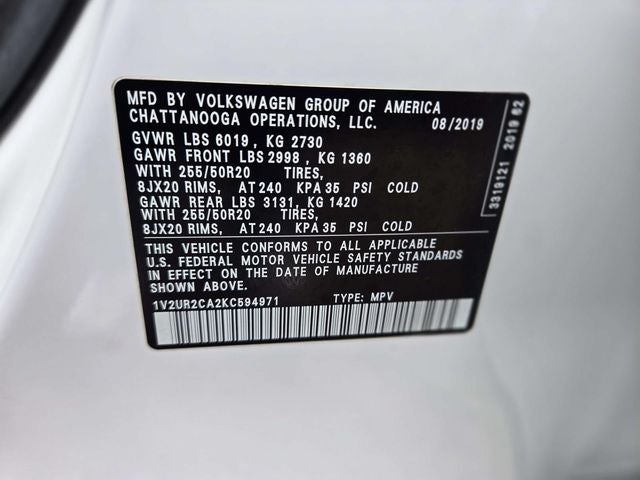 MFD BY VOLKSWAGEN GROUP OF AMERICA
CHATTANOOGA OPERATIONS, LLC. 08/2019
GVWR LBS 6019 , KG 2730
GAWR FRONT LBS 2998 , KG 1360
WITH 255/50R20 TIRES,
8JX20 RIMS, AT 240 KPA 35 PSI COLD
GAWR REAR LBS 3131, KG 1420
WITH 255/50R20 TIRES,
8JX20 RIMS, AT 240 KPA 35 PSI COLD
THIS VEHICLE CONFORMS TO ALL APPLICABLE
U.S. FEDERAL MOTOR VEHICLE SAFETY STANDARDS
IN EFFECT ON THE DATE OF MANUFACTURE
SHOWN ABOVE.
1V2UR2CA2KC594971 TYPE: MPV
3319121 2019 62